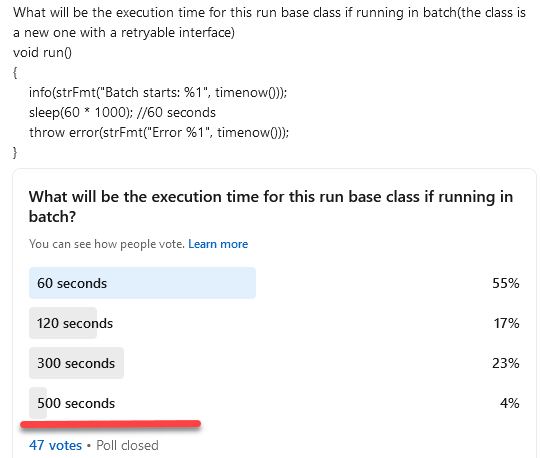 What will be the execution time for this run base class if running in batch(the class is
a new one with a retryable interface)
void run()
{
info(strFmt("Batch starts: %1", timenow()));
sleep(60 * 1000); //60 seconds
throw error(strFmt("Error %1", timenow()));
}
What will be the execution time for this run base class if running in
batch?
You can see how people vote. Learn more
60 seconds 55%
120 seconds 17%
300 seconds 23%
500 seconds 4%
47 votes • Poll closed